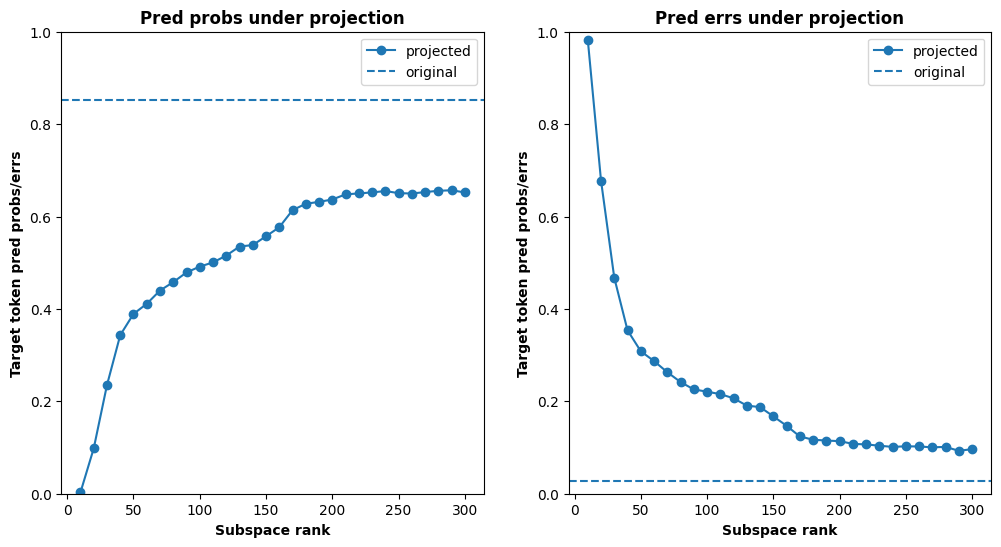 Pred probs under projection
Target token pred probs/errs
1.0
0.8
0.6
0.4
0.2
0.0
0
50
100
150
200
250
300
Subspace rank
projected
original
Pred errs under projection
Target token pred probs/errs
1.0
0.8
0.6
0.4
0.2
0.0
0
50
100
150
200
250
300
Subspace rank
projected
original